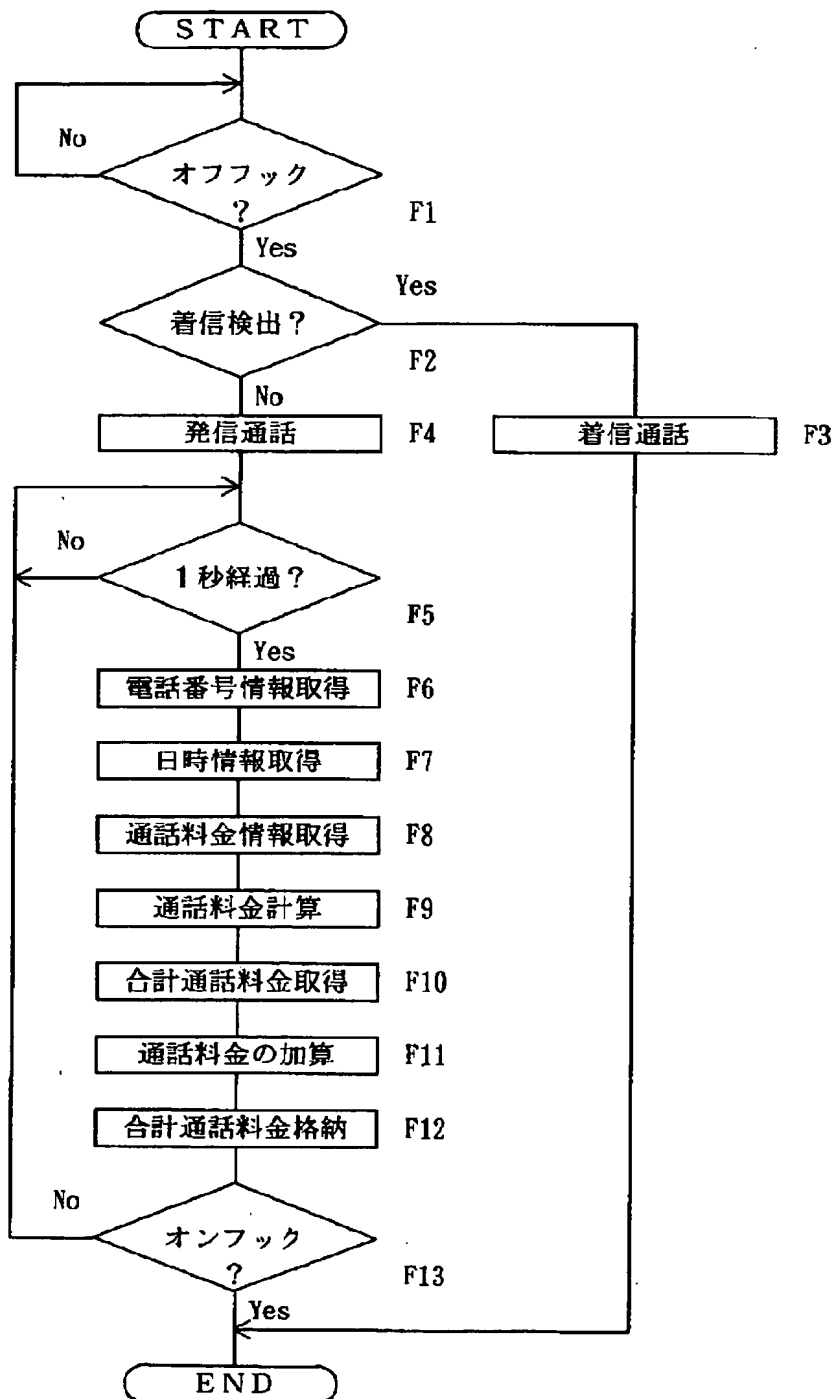 START
No
オフフック
?
F1
Yes
Yes
着信検出?
F2
No
発信通話 F4 着信通話 F3
No
1秒経過?
F5
Yes
電話番号情報取得 F6
日時情報取得 F7
通話料金情報取得 F8
通話料金計算 F9
合計通話料金取得 F10
通話料金の加算 F11
合計通話料金格納 F12
No
オンフック
?
F13
Yes
END